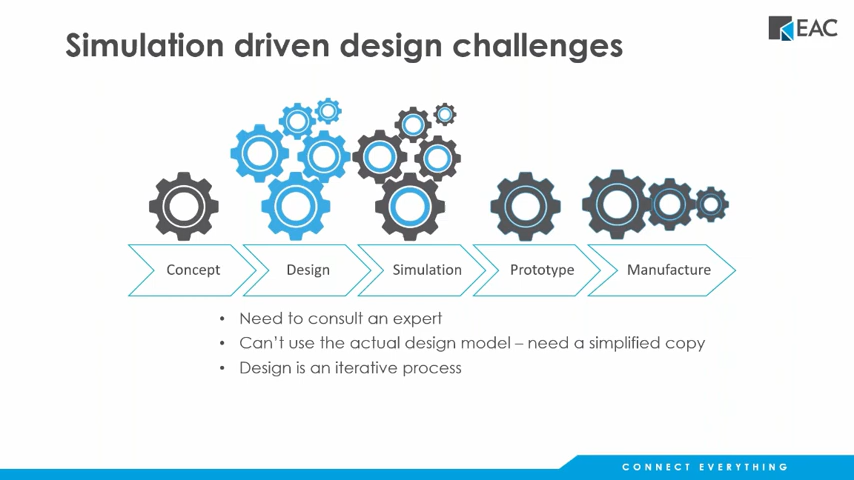 Simulation driven design challenges
EAC
Concept
Design
Simulation
Prototype
Manufacture
• Need to consult an expert
• Can't use the actual design model – need a simplified copy
• Design is an iterative process
CONNECT EVERYTHING